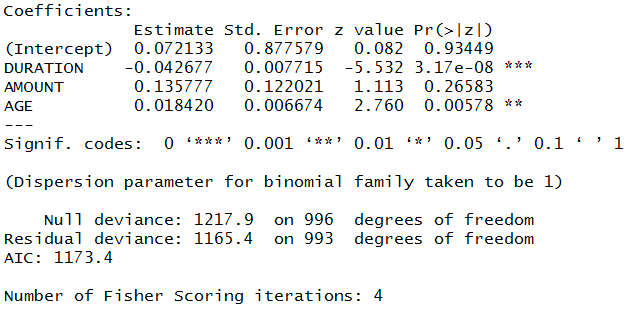 Coefficients:
Estimate Std. Error z value Pr(>|z|)
(Intercept) 0.072133 0.877579 0.082 0.93449
DURATION -0.042677 0.007715 -5.532 3.17e-08 ***
AMOUNT 0.135777 0.122021 1.113 0.26583
AGE 0.018420 0.006674 2.760 0.00578 **
---
Signif. codes: 0 ‘***’ 0.001 ‘**’ 0.01 ‘*’ 0.05 ‘.’ 0.1 ‘ ’ 1
(Dispersion parameter for binomial family taken to be 1)
Null deviance: 1217.9 on 996 degrees of freedom
Residual deviance: 1165.4 on 993 degrees of freedom
AIC: 1173.4
Number of Fisher Scoring iterations: 4